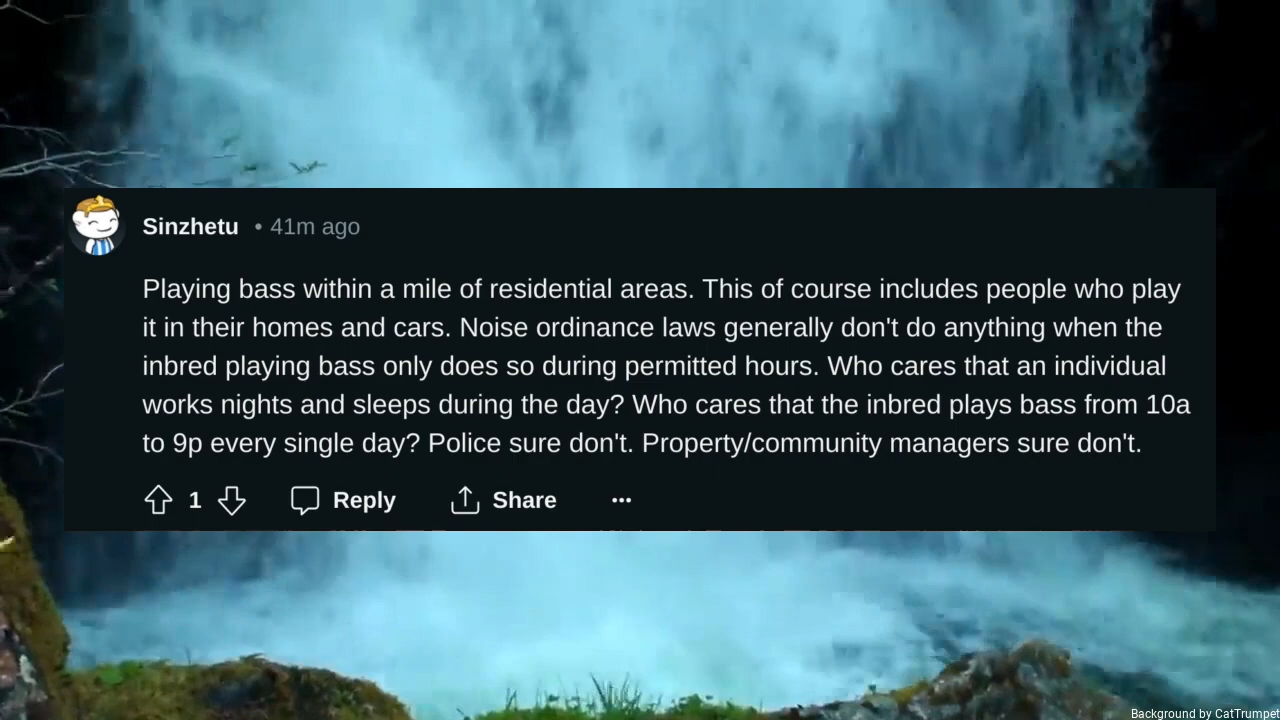 Sinzhetu • 41m ago
Playing bass within a mile of residential areas. This of course includes people who play
it in their homes and cars. Noise ordinance laws generally don't do anything when the
inbred playing bass only does so during permitted hours. Who cares that an individual
works nights and sleeps during the day? Who cares that the inbred plays bass from 10a
to 9p every single day? Police sure don't. Property/community managers sure don't.
1 Reply Share ···
Background by CatTrumpet